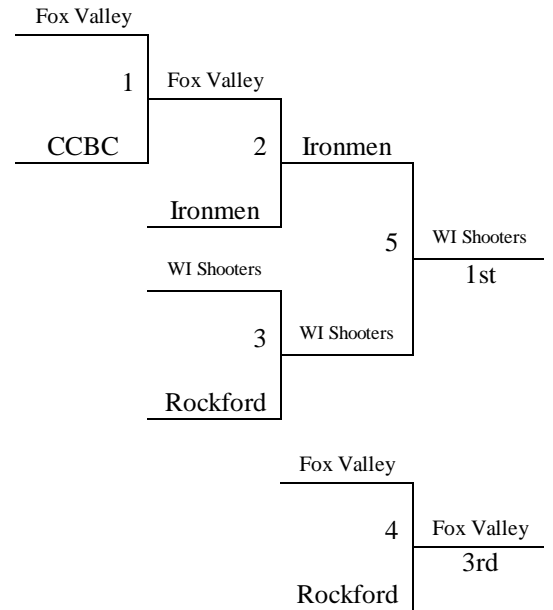 Fox Valley
1
Fox Valley
CCBC
2
Ironmen
Ironmen
5
WI Shooters
WI Shooters
1st
3
WI Shooters
Rockford
Fox Valley
4
Fox Valley
3rd
Rockford